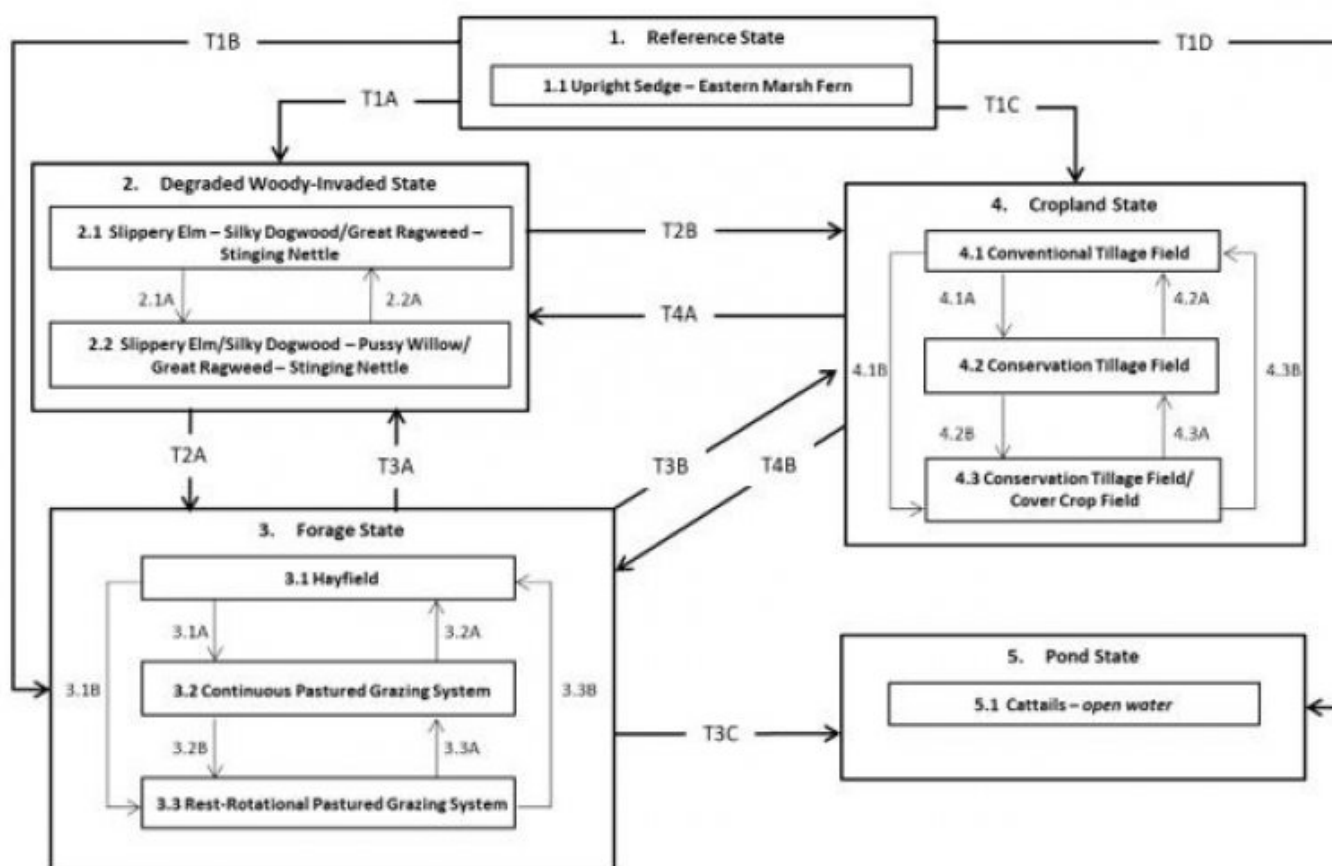 T1B
1. Reference State
T1D
1.1 Upright Sedge – Eastern Marsh Fern
T1A
T1C
2. Degraded Woody-Invaded State
2.1 Slippery Elm – Silky Dogwood/Great Ragweed –
Stinging Nettle
2.1A
2.2A
2.2 Slippery Elm/Silky Dogwood – Pussy Willow/
Great Ragweed – Stinging Nettle
T2B
T4A
4. Cropland State
4.1 Conventional Tillage Field
4.1A
4.2A
4.1B
4.2 Conservation Tillage Field
4.3B
4.2B
4.3A
4.3 Conservation Tillage Field/
Cover Crop Field
T2A
T3A
T3B
T4B
3. Forage State
3.1 Hayfield
3.1A
3.2A
3.1B
3.2 Continuous Pastured Grazing System
3.3B
3.2B
3.3A
3.3 Rest-Rotational Pastured Grazing System
T3C
5. Pond State
5.1 Cattails – open water